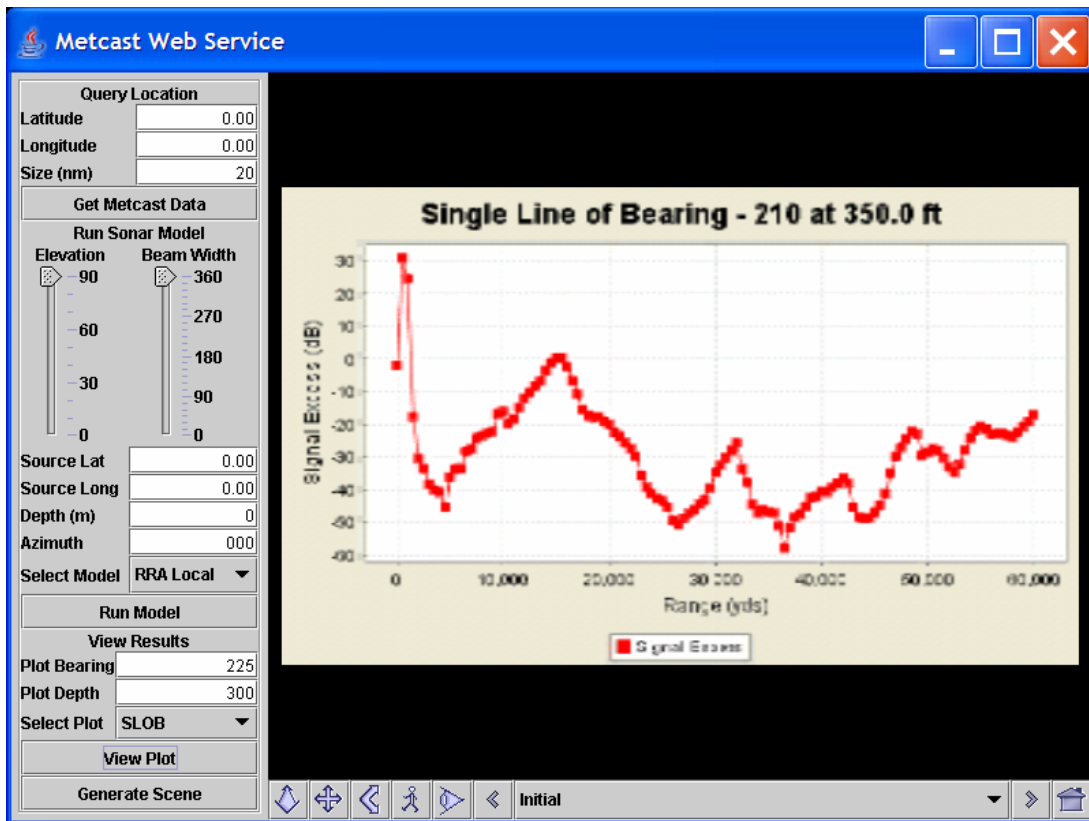 Metcast Web Service
Query Location
Latitude 0.00
Longitude 0.00
Size (nm) 20
Get Metcast Data
Run Sonar Model
Elevation Beam Width
90 360
60 270
30 180
0 90
0
Source Lat 0.00
Source Long 0.00
Depth (m) 0
Azimuth 000
Select Model RRA Local
Run Model
View Results
Plot Bearing 225
Plot Depth 300
Select Plot SLOB
View Plot
Generate Scene
Single Line of Bearing - 210 at 350.0 ft
Signal Excess (dB)
30
20
10
0
-10
-20
-30
-40
-50
-60
0 10,000 20,000 30,000 40,000 50,000 60,000
Range (yds)
Signal Excess
Initial